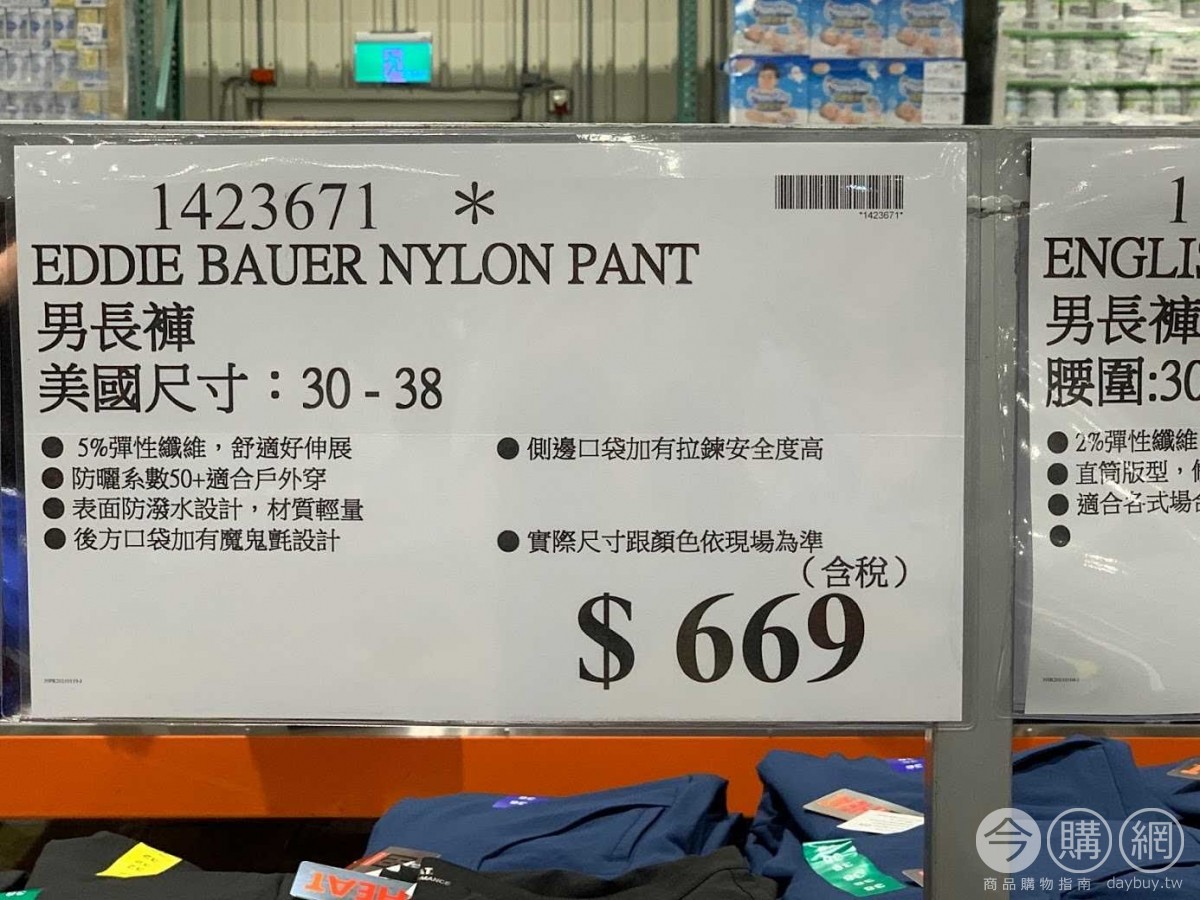 1423671 *
*1423671*
EDDIE BAUER NYLON PANT
男長褲
美國尺寸：30 - 38
● 5%彈性纖維，舒適好伸展
● 防曬系數50+適合戶外穿
● 表面防潑水設計，材質輕量
● 後方口袋加有魔鬼氈設計
● 側邊口袋加有拉鍊安全度高
● 實際尺寸跟顏色依現場為準
（含稅）
$ 669
1
ENGLIS
男長褲
腰圍:30
● 2%彈性纖維
● 直筒版型，
● 適合各式場合
●
HEAT
今購網
商品購物指南 daybuy.tw